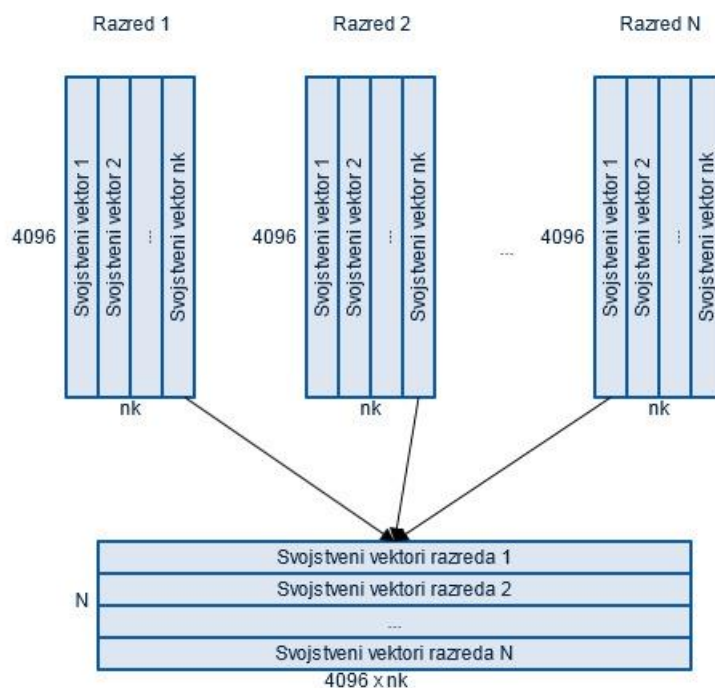 Razred 1
Razred 2
Razred N
4096
Svojstveni vektor 1
Svojstveni vektor 2
...
Svojstveni vektor nk
nk
4096
Svojstveni vektor 1
Svojstveni vektor 2
...
Svojstveni vektor nk
nk
...
4096
Svojstveni vektor 1
Svojstveni vektor 2
...
Svojstveni vektor nk
nk
N
Svojstveni vektori razreda 1
Svojstveni vektori razreda 2
...
Svojstveni vektori razreda N
4096 x nk